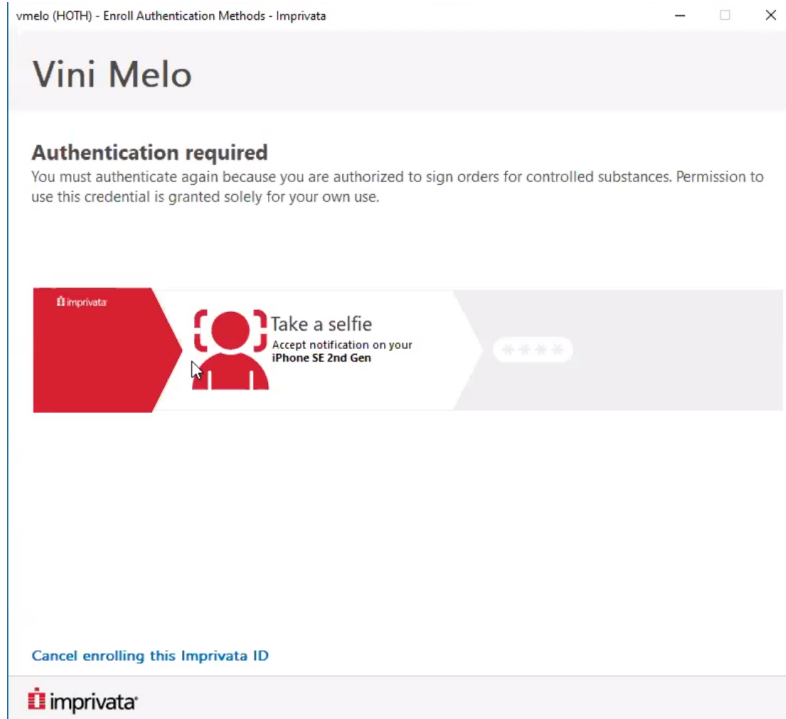 vmelo (HOTH) - Enroll Authentication Methods - Imprivata
Vini Melo
Authentication required
You must authenticate again because you are authorized to sign orders for controlled substances. Permission to
use this credential is granted solely for your own use.
imprivata
Take a selfie
Accept notification on your
iPhone SE 2nd Gen
****
Cancel enrolling this Imprivata ID
imprivata